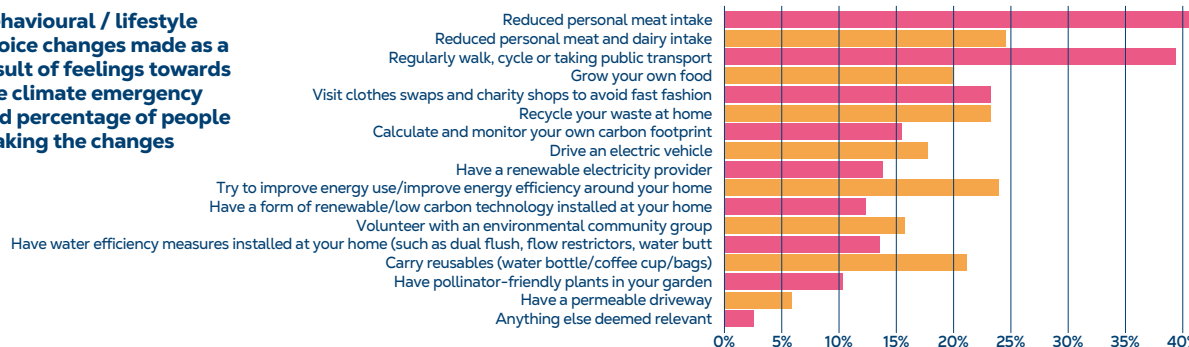 havioural / lifestyle
oice changes made as a
sult of feelings towards
e climate emergency
d percentage of people
aking the changes
Reduced personal meat intake
Reduced personal meat and dairy intake
Regularly walk, cycle or taking public transport
Grow your own food
Visit clothes swaps and charity shops to avoid fast fashion
Recycle your waste at home
Calculate and monitor your own carbon footprint
Drive an electric vehicle
Have a renewable electricity provider
Try to improve energy use/improve energy efficiency around your home
Have a form of renewable/low carbon technology installed at your home
Volunteer with an environmental community group
Have water efficiency measures installed at your home (such as dual flush, flow restrictors, water butt
Carry reusables (water bottle/coffee cup/bags)
Have pollinator-friendly plants in your garden
Have a permeable driveway
Anything else deemed relevant
0% 5% 10% 15% 20% 25% 30% 35% 40%